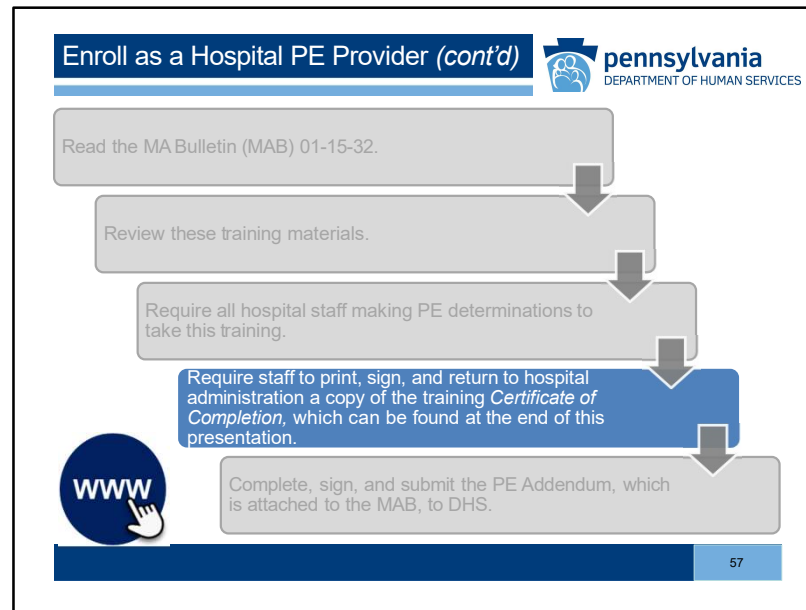 Enroll as a Hospital PE Provider (cont’d)
pennsylvania
DEPARTMENT OF HUMAN SERVICES
Read the MA Bulletin (MAB) 01-15-32.
Review these training materials.
Require all hospital staff making PE determinations to
take this training.
Require staff to print, sign, and return to hospital
administration a copy of the training Certificate of
Completion, which can be found at the end of this
presentation.
Complete, sign, and submit the PE Addendum, which
is attached to the MAB, to DHS.
www
57